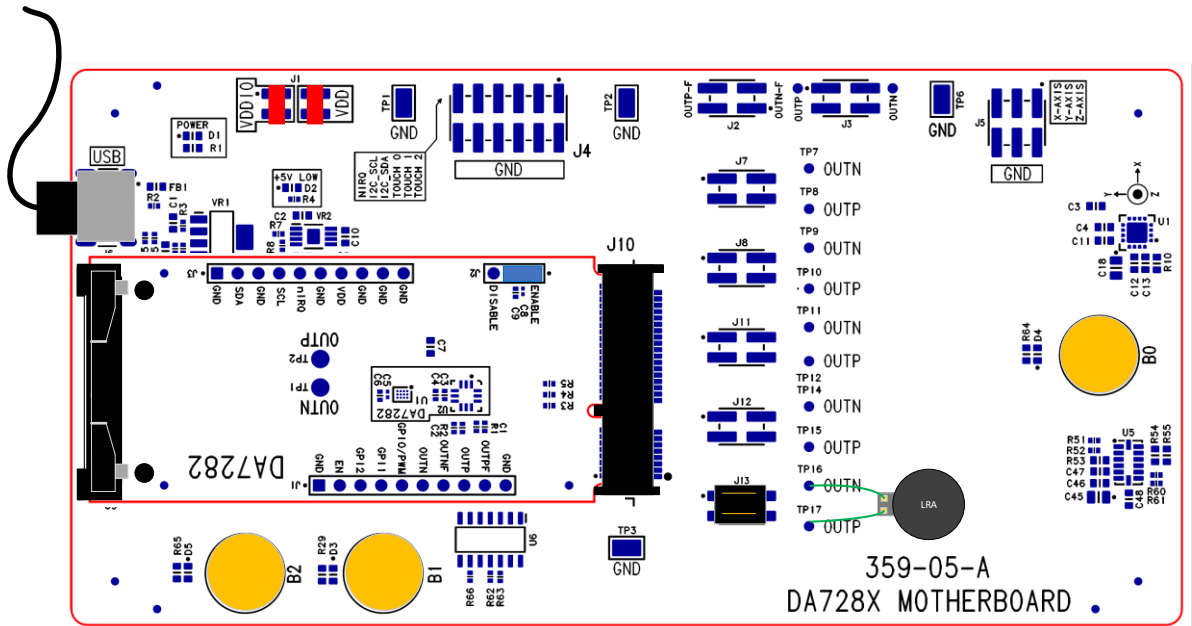 J1
VDDIO
VDD
TP1
GND
NIRQ
I2C_SCL
I2C_SDA
TOUCH 0
TOUCH 1
TOUCH 2
J4
GND
TP2
GND
OUTP-F
OUTN-F
J2
OUTP
OUTN
J3
TP6
GND
J5
X-AXIS
Y-AXIS
Z-AXIS
GND
POWER
D1
R1
USB
FB1
R2
C1
R3
VR1
+5V LOW
D2
R4
C2
VR2
R7
R8
C10
J10
J7
J8
J11
J12
J13
TP7
OUTN
TP8
OUTP
TP9
OUTN
TP10
OUTP
TP11
OUTN
OUTP
TP12
TP14
OUTN
TP15
OUTP
TP16
OUTN
TP17
OUTP
LRA
X
Y
Z
C3
U1
C4
C11
C18
C12
C13
R10
R64
D4
B0
U5
R51
R52
R53
C47
C46
C45
C48
R54
R55
R60
R61
J3
GND
SDA
GND
SCL
nIRQ
GND
VDD
GND
GND
GND
J2
DISABLE
ENABLE
C9
C8
OUTP
TP2
TP1
OUTN
C7
C6
C5
U1
C4
C3
U2
DA7282
R5
R4
R3
C2
R2
R1
C1
DA7282
J1
GND
EN
GPI2
GPI1
GPIO/PWM
OUTN
OUTNF
OUTP
OUTPF
GND
R65
D5
B2
R29
D3
B1
U6
R66
R62
R63
TP3
GND
359-05-A
DA728X MOTHERBOARD